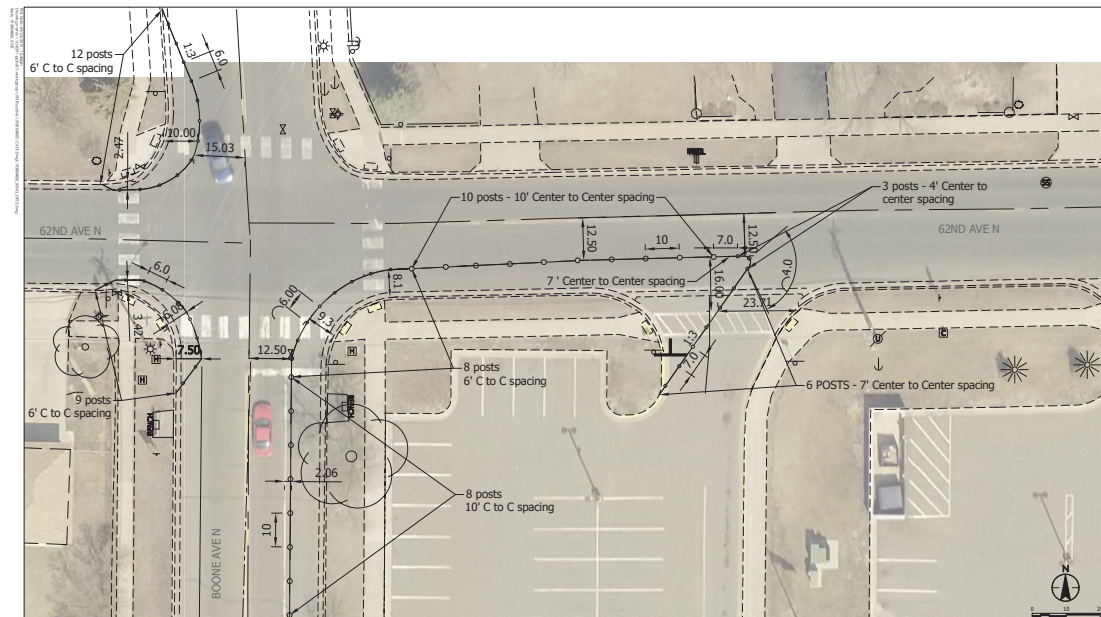 12 posts
6' C to C spacing
1.3
6.0
10.00
15.03
2.47
10 posts - 10' Center to Center spacing
3 posts - 4' Center to
center spacing
62ND AVE N
62ND AVE N
12.50
10
7.0
6.0
8.1
7 ' Center to Center spacing
16.00
4.0
23.71
6.00
9.3
3.42
7.50
12.50
1.3
7.0
9 posts
6' C to C spacing
8 posts
6' C to C spacing
6 POSTS - 7' Center to Center spacing
H
H
H
C
BENCH
2.06
8 posts
10' C to C spacing
10
BOONE AVE N
N
0
10